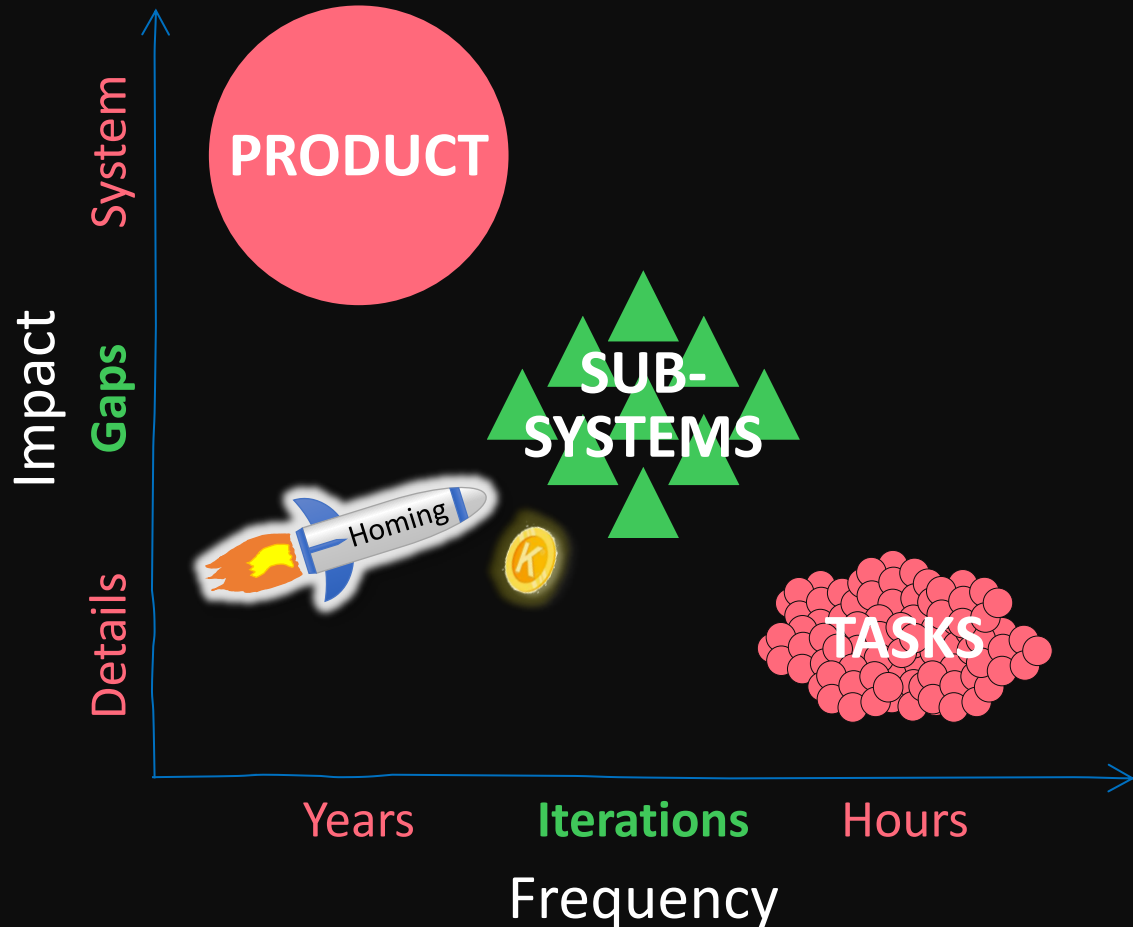 PRODUCT
System
Impact
Gaps
SUB-
SYSTEMS
Homing
K
Details
TASKS
Years
Iterations
Hours
Frequency